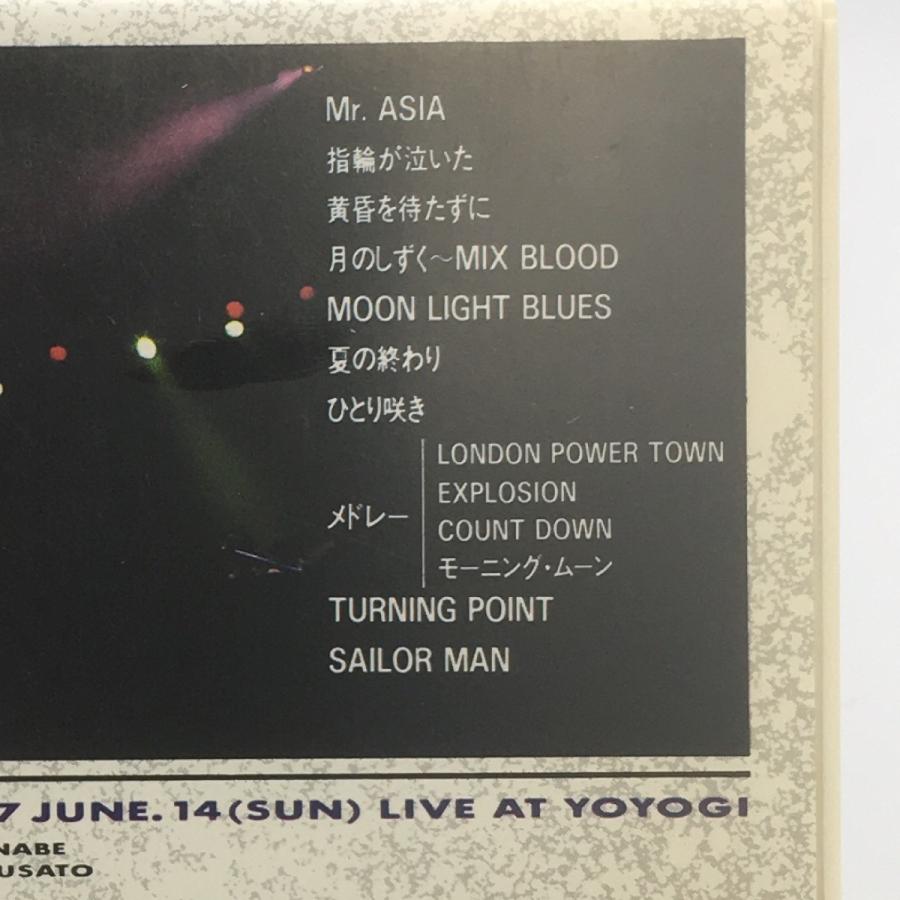 Mr. ASIA
指輪が泣いた
黄昏を待たずに
月のしずく～MIX BLOOD
MOON LIGHT BLUES
夏の終わり
ひとり咲き
メドレー
LONDON POWER TOWN
EXPLOSION
COUNT DOWN
モーニング・ムーン
TURNING POINT
SAILOR MAN
7 JUNE. 14 (SUN) LIVE AT YOYOGI
NABE
USATO